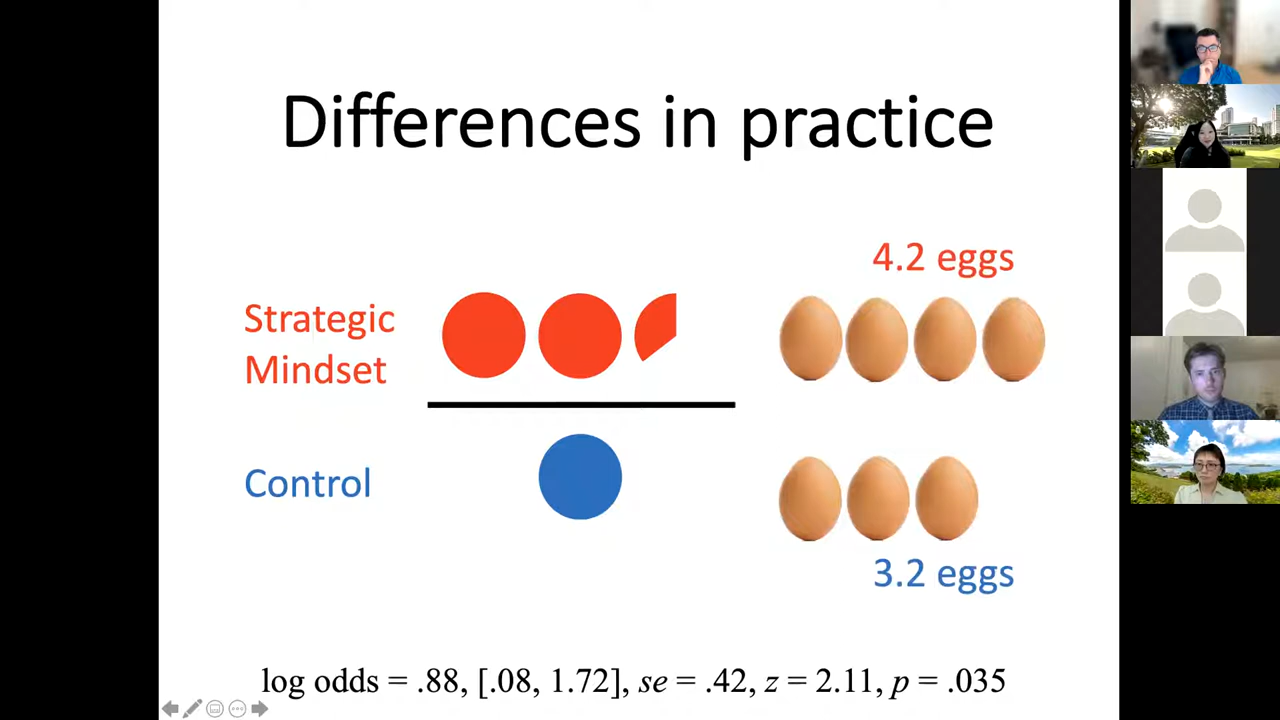 Differences in practice
Strategic
Mindset
4.2 eggs
Control
3.2 eggs
log odds = .88, [.08, 1.72], se = .42, z = 2.11, p = .035